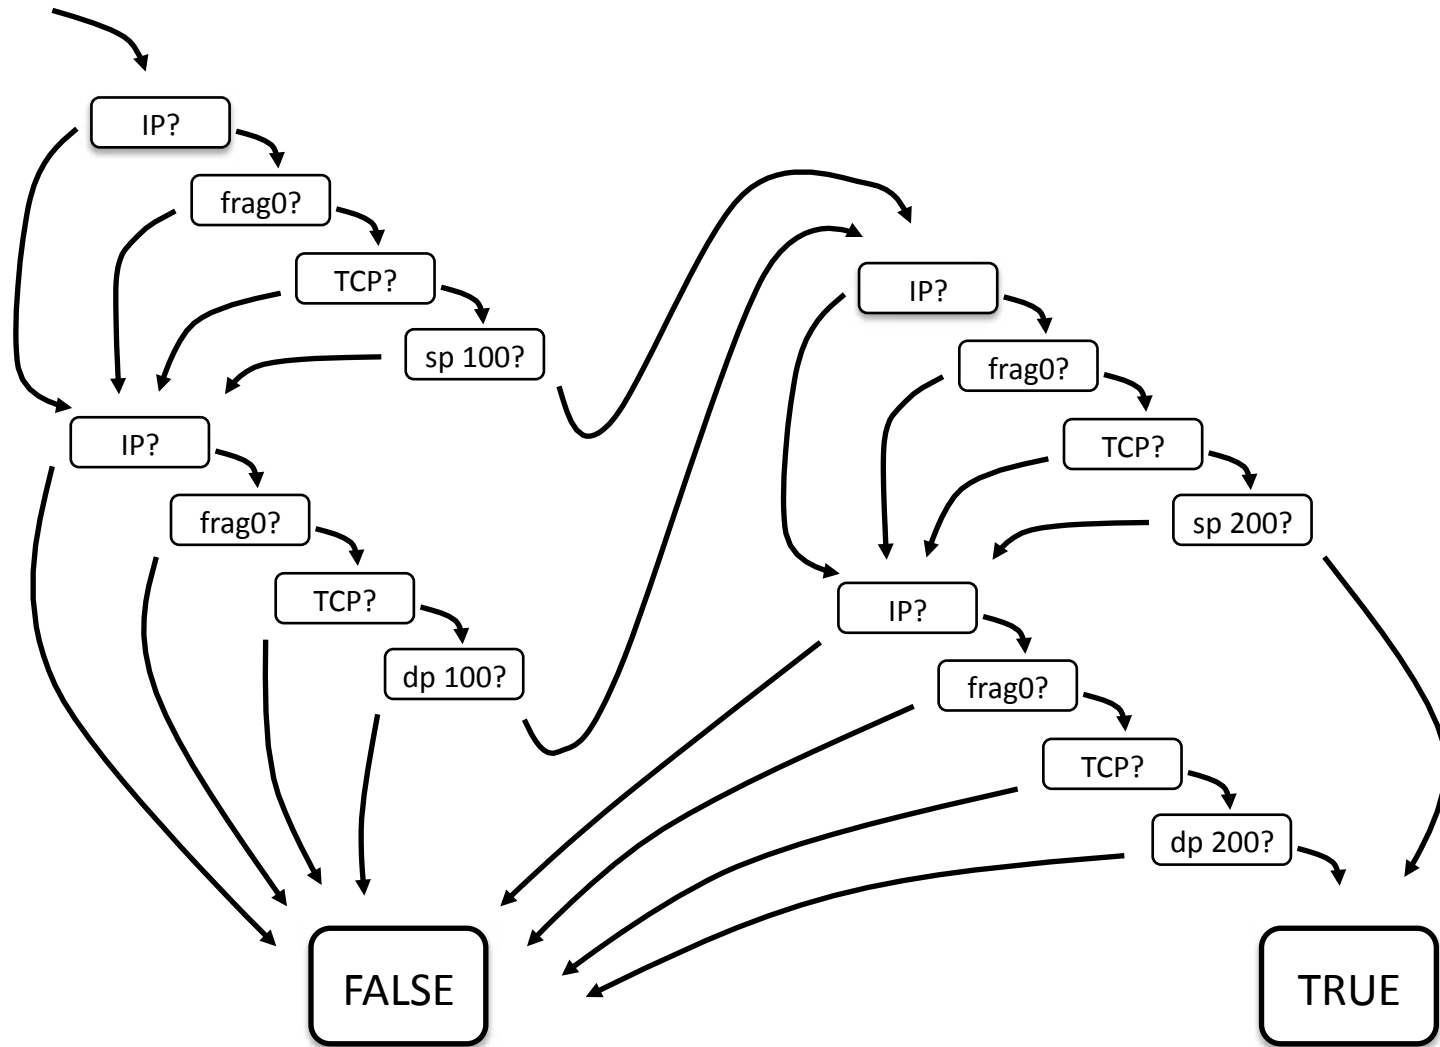 IP?
frag0?
TCP?
sp 100?
IP?
frag0?
TCP?
dp 100?
IP?
frag0?
TCP?
sp 200?
IP?
frag0?
TCP?
dp 200?
FALSE
TRUE